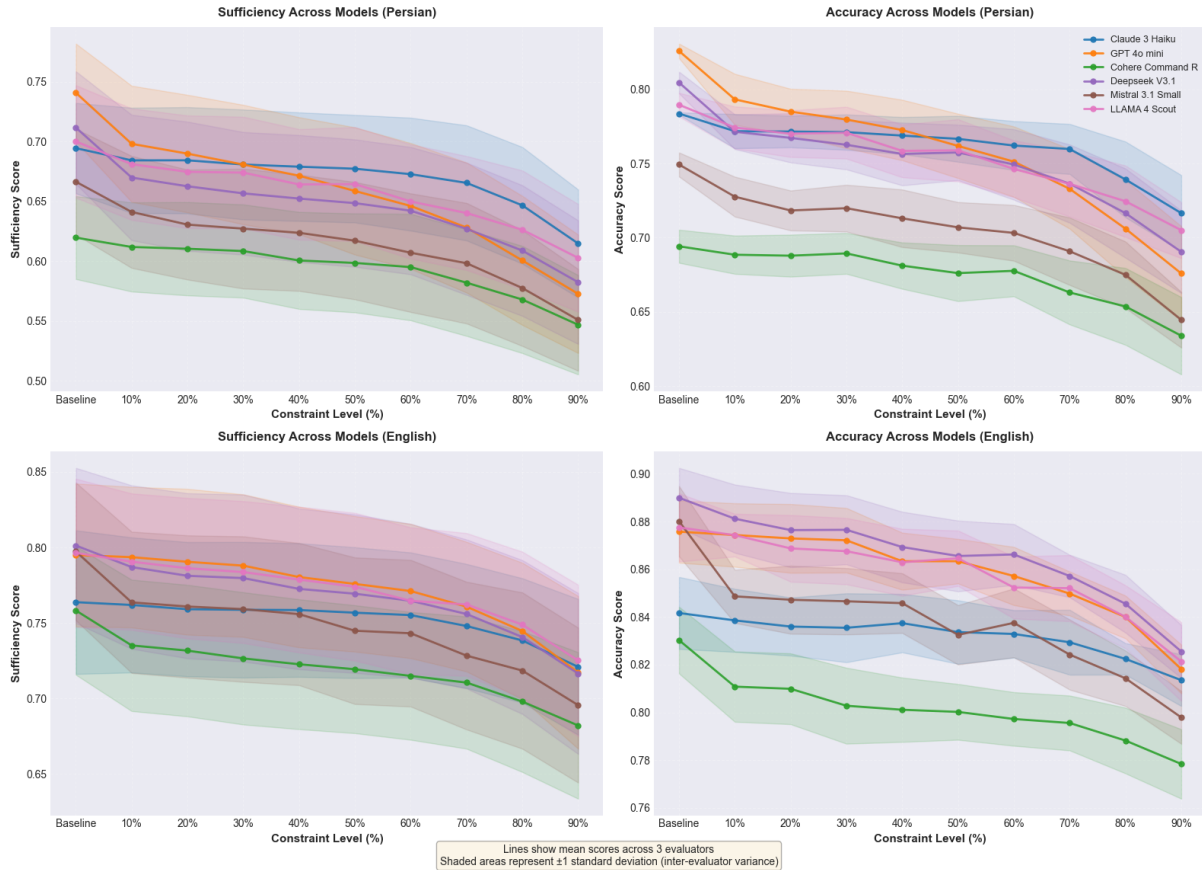 Sufficiency Across Models (Persian)
Sufficiency Score
0.75
0.70
0.65
0.60
0.55
0.50
Baseline 10% 20% 30% 40% 50% 60% 70% 80% 90%
Constraint Level (%)
Accuracy Across Models (Persian)
Claude 3 Haiku
GPT 4o mini
Cohere Command R
Deepseek V3.1
Mistral 3.1 Small
LLAMA 4 Scout
Accuracy Score
0.80
0.75
0.70
0.65
0.60
Baseline 10% 20% 30% 40% 50% 60% 70% 80% 90%
Constraint Level (%)
Sufficiency Across Models (English)
Sufficiency Score
0.85
0.80
0.75
0.70
0.65
Baseline 10% 20% 30% 40% 50% 60% 70% 80% 90%
Constraint Level (%)
Accuracy Across Models (English)
Accuracy Score
0.90
0.88
0.86
0.84
0.82
0.80
0.78
0.76
Baseline 10% 20% 30% 40% 50% 60% 70% 80% 90%
Constraint Level (%)
Lines show mean scores across 3 evaluators
Shaded areas represent ±1 standard deviation (inter-evaluator variance)